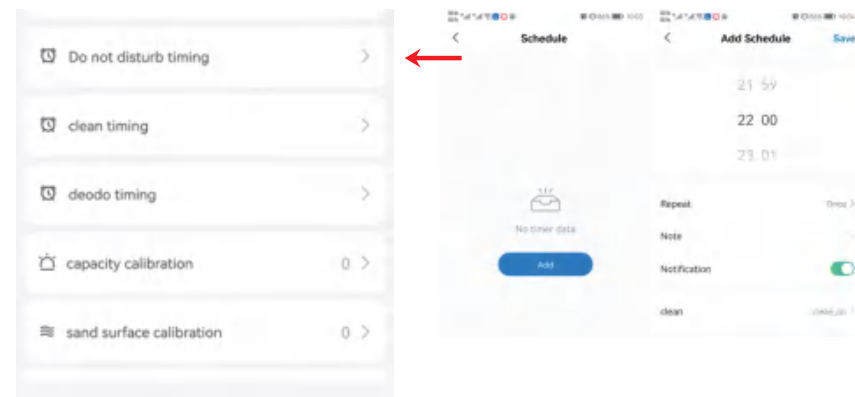 Do not disturb timing
clean timing
deodo timing
capacity calibration 0
sand surface calibration 0
Schedule
No timer data
Add
Add Schedule Save
21 59
22 00
23 01
Repeat
Note
Notification
clean